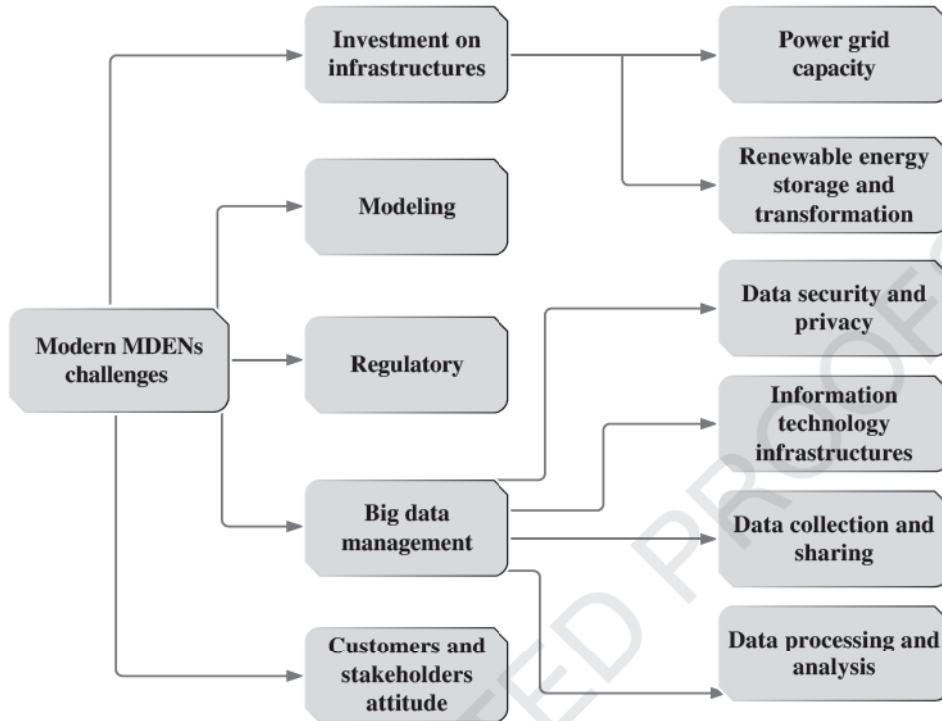 Investment on
infrastructures
Power grid
capacity
Renewable energy
storage and
transformation
Modeling
Data security and
privacy
Modern MDENs
challenges
Regulatory
Information
technology
infrastructures
Big data
management
Data collection and
sharing
Customers and
stakeholders
attitude
Data processing and
analysis
TED PROOFS